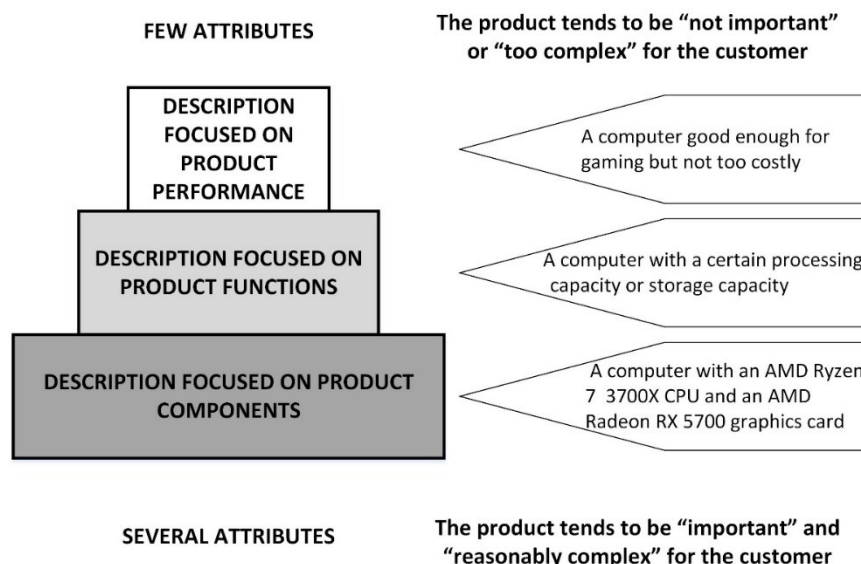 FEW ATTRIBUTES
The product tends to be “not important”
or “too complex” for the customer
DESCRIPTION
FOCUSED ON
PRODUCT
PERFORMANCE
A computer good enough for
gaming but not too costly
DESCRIPTION FOCUSED ON
PRODUCT FUNCTIONS
A computer with a certain processing
capacity or storage capacity
DESCRIPTION FOCUSED ON PRODUCT
COMPONENTS
A computer with an AMD Ryzen
7 3700X CPU and an AMD
Radeon RX 5700 graphics card
SEVERAL ATTRIBUTES
The product tends to be “important” and
“reasonably complex” for the customer